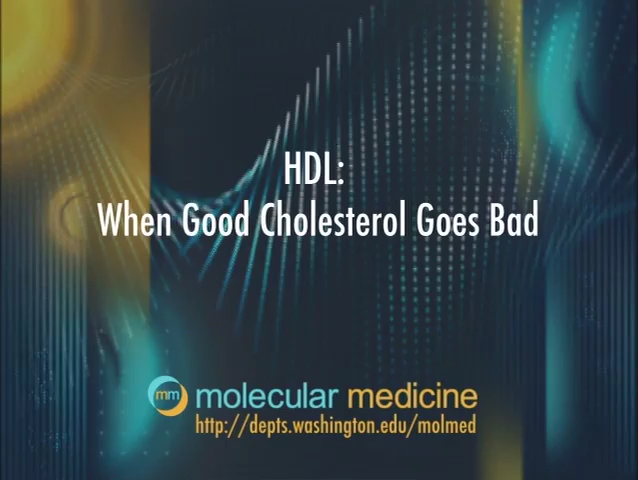 HDL:
When Good Cholesterol Goes Bad
mm molecular medicine
http://depts.washington.edu/molmed